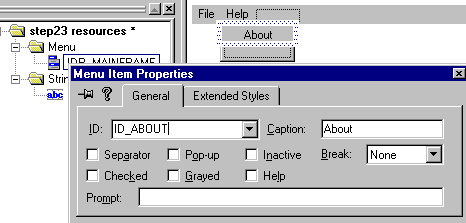 step23 resources *
File Help
Menu
About
IDR_MAINFRAME
Menu Item Properties
Strin
abc
General Extended Styles
ID: ID_ABOUT Caption: About
Separator Pop-up Inactive Break: None
Checked Grayed Help
Prompt: